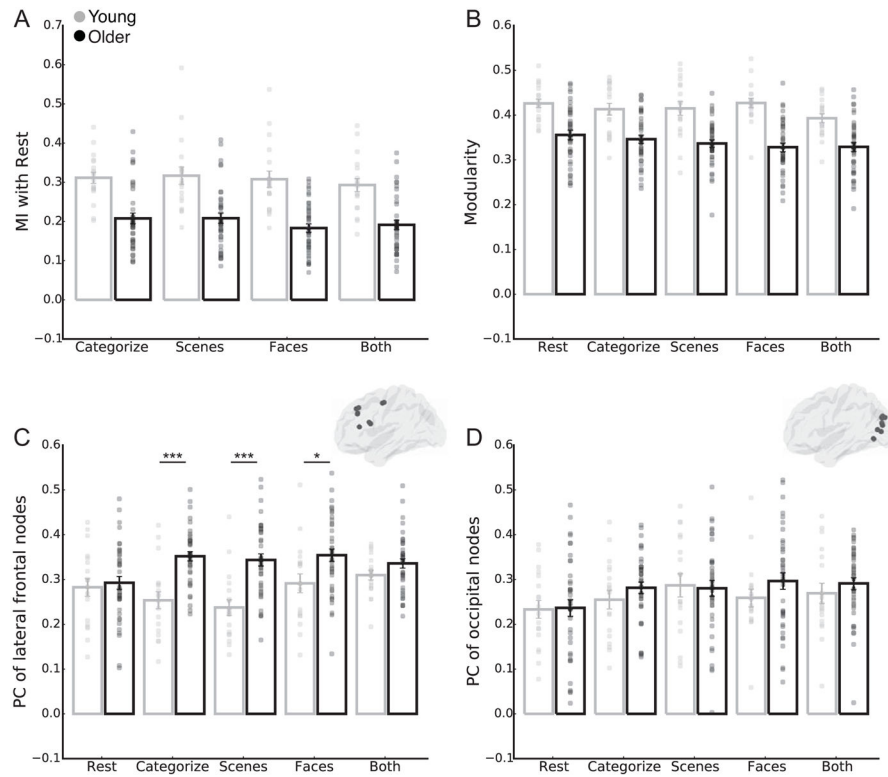 A
Young
Older
MI with Rest
0.7
0.6
0.5
0.4
0.3
0.2
0.1
0.0
−0.1
Categorize Scenes Faces Both
B
Modularity
0.6
0.5
0.4
0.3
0.2
0.1
0.0
−0.1
Rest Categorize Scenes Faces Both
C
PC of lateral frontal nodes
0.6
0.5
0.4
0.3
0.2
0.1
0.0
−0.1
*** *** *
Rest Categorize Scenes Faces Both
D
PC of occipital nodes
0.6
0.5
0.4
0.3
0.2
0.1
0.0
−0.1
Rest Categorize Scenes Faces Both